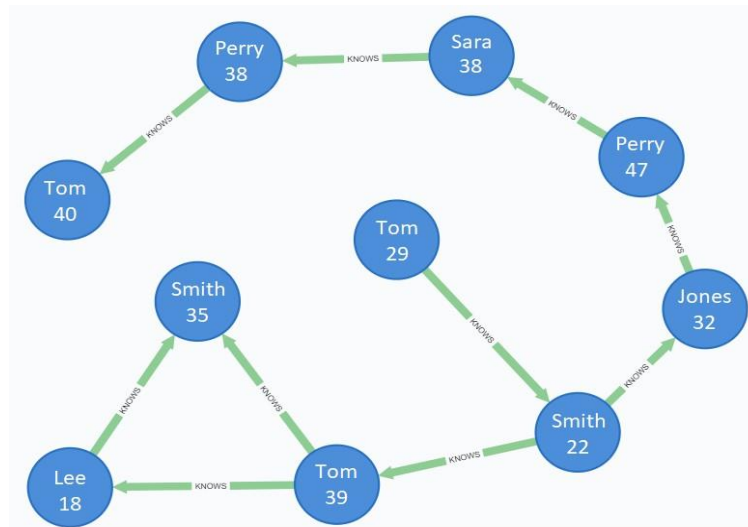 Sara
38
Perry
38
KNOWS
KNOWS
KNOWS
Perry
47
Tom
40
Tom
29
KNOWS
Smith
35
Jones
32
KNOWS
KNOWS
KNOWS
KNOWS
Smith
22
KNOWS
Lee
18
KNOWS
Tom
39